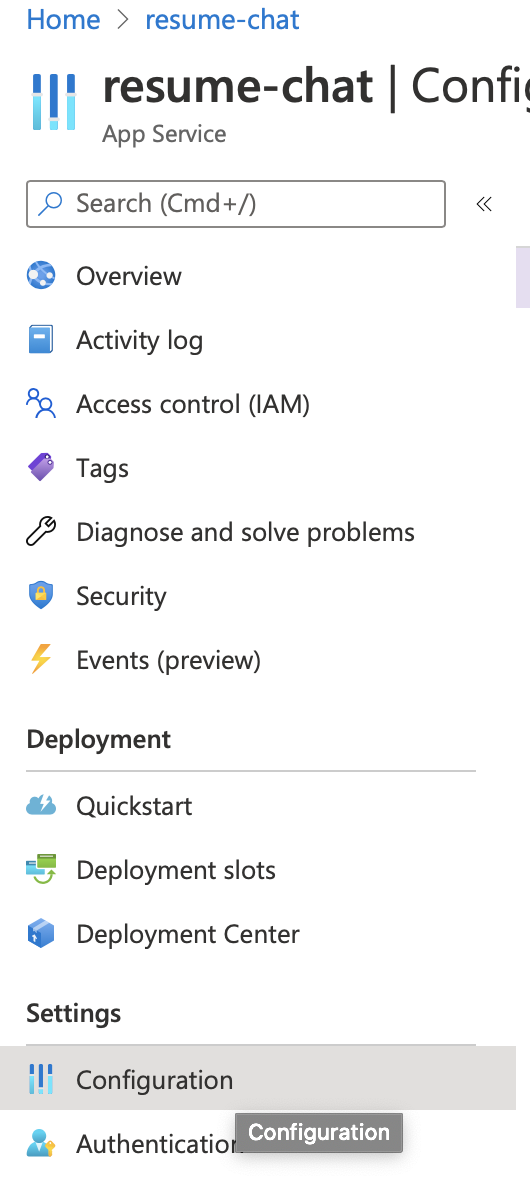 Home > resume-chat
resume-chat | Config
App Service
Search (Cmd+/) «
Overview
Activity log
Access control (IAM)
Tags
Diagnose and solve problems
Security
Events (preview)
Deployment
Quickstart
Deployment slots
Deployment Center
Settings
Configuration
Authentication
Configuration